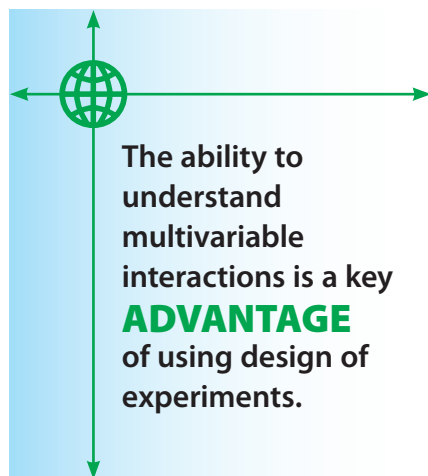 The ability to
understand
multivariable
interactions is a key
ADVANTAGE
of using design of
experiments.